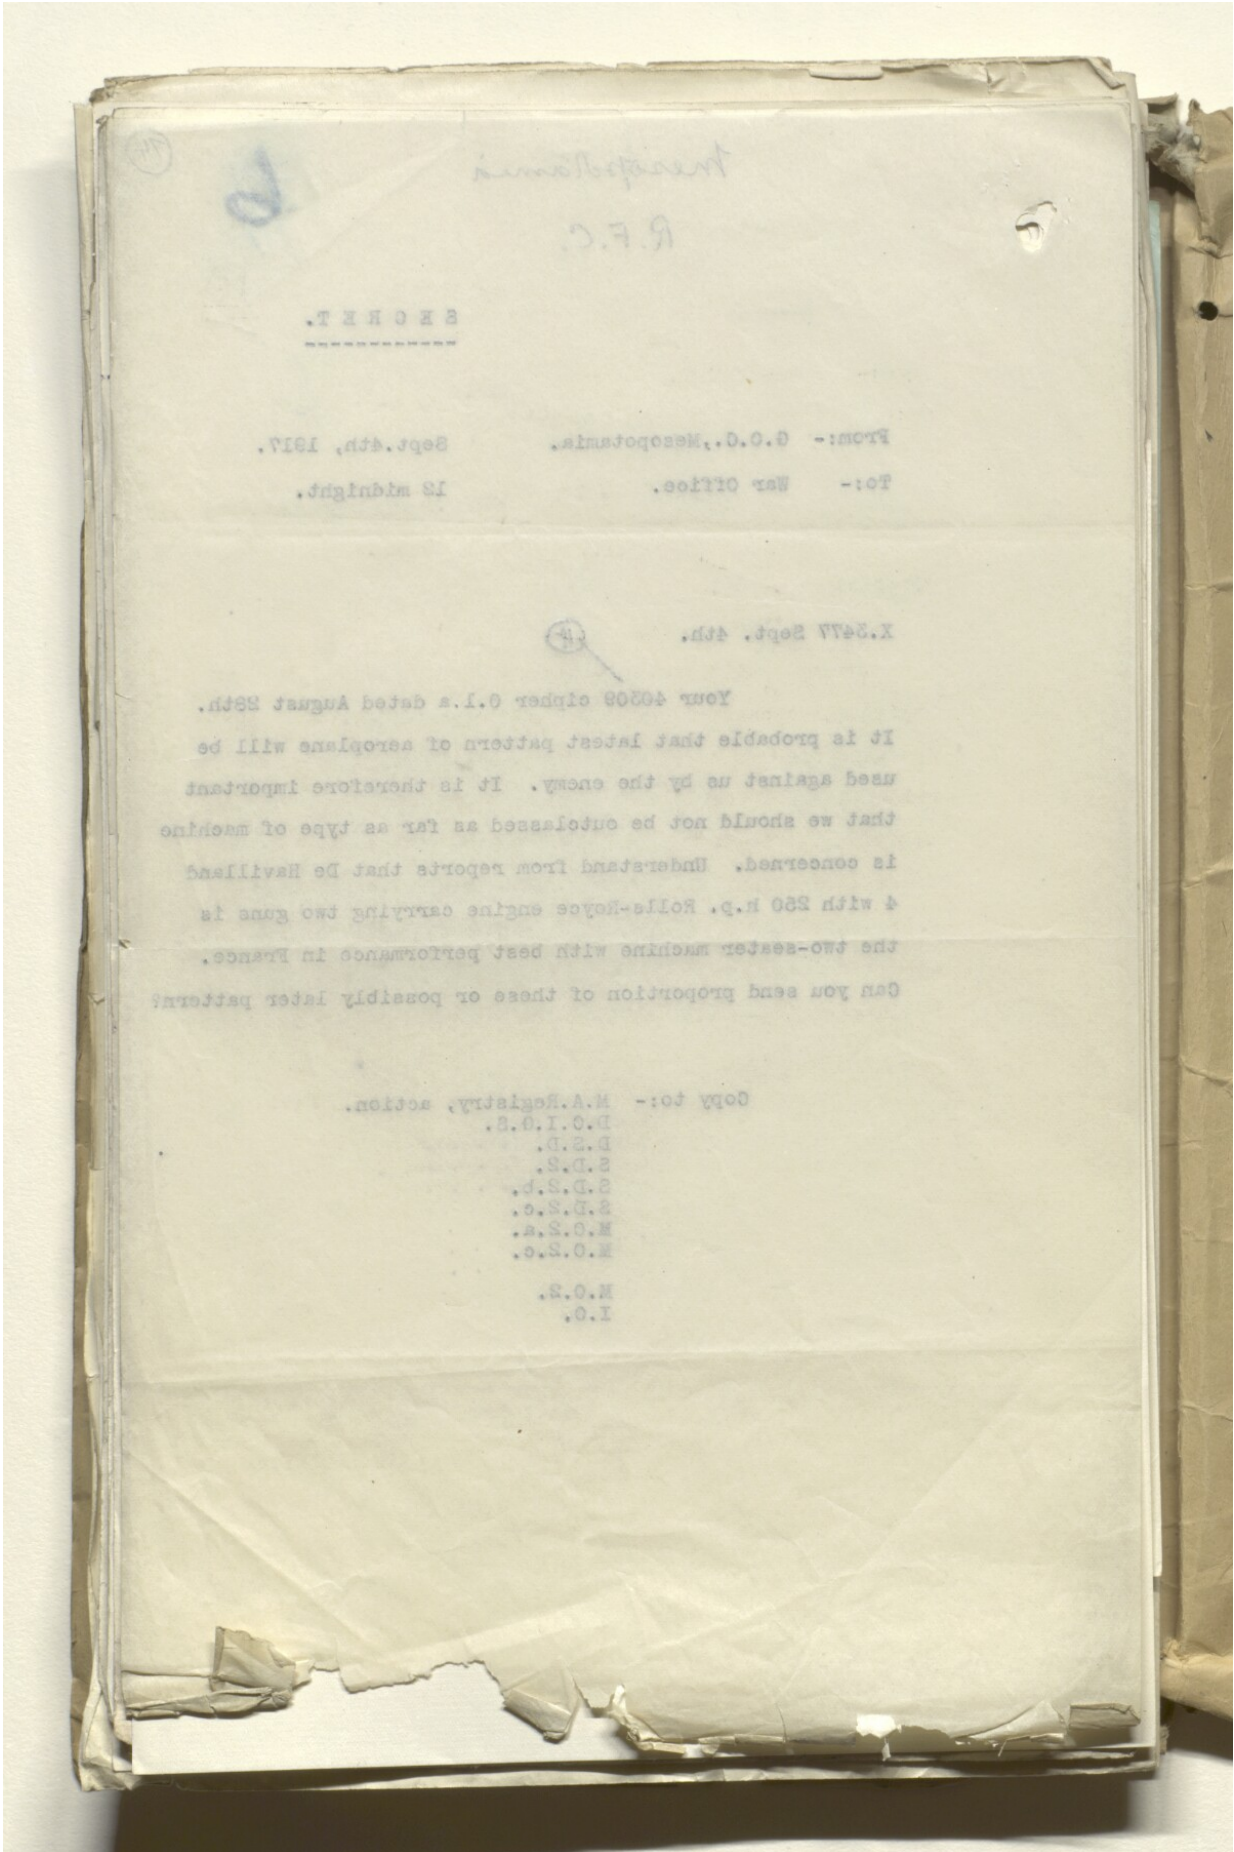 Mesopotamia
R.F.C.
6
SECRET.
From:- G.O.C., Mesopotamia. Sept.4th, 1917.
To:- War Office. 12 midnight.
X.3477 Sept. 4th.
Your 40309 cipher O.1.a dated August 28th.
It is probable that latest pattern of aeroplane will be
used against us by the enemy. It is therefore important
that we should not be outclassed as far as type of machine
is concerned. Understand from reports that De Havilland
4 with 250 h.p. Rolls-Royce engine carrying two guns is
the two-seater machine with best performance in France.
Can you send proportion of these or possibly later pattern?
Copy to:- M.A.Registry, action.
D.C.I.G.S.
D.S.D.
S.D.2.
S.D.2.b.
S.D.2.c.
M.O.2.a.
M.O.2.c.
M.O.2.
I.O.